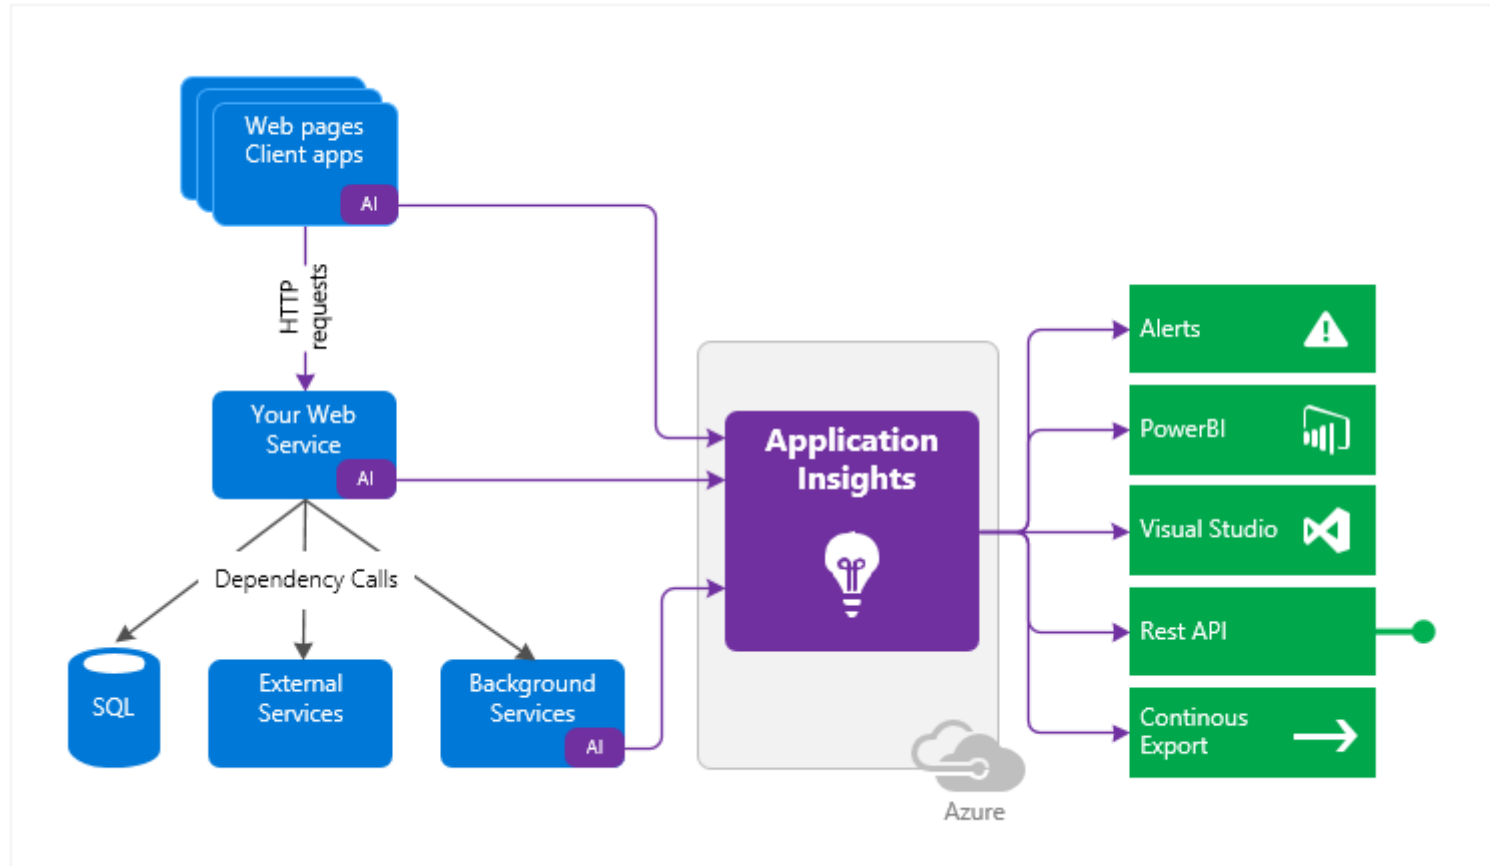 Web pages
Client apps
AI
HTTP
requests
Your Web
Service
AI
Dependency Calls
SQL
External
Services
Background
Services
AI
Application
Insights
Azure
Alerts
PowerBI
Visual Studio
Rest API
Continous
Export